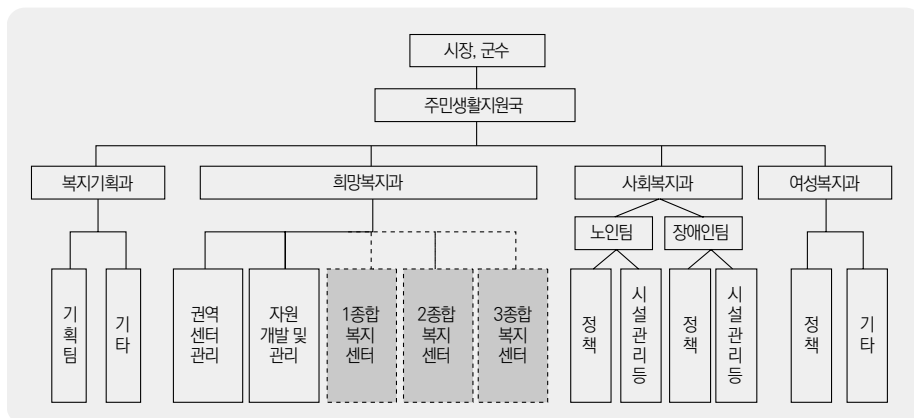 시장, 군수
주민생활지원국
복지기획과
희망복지과
사회복지과
여성복지과
노인팀
장애인팀
기획팀
기타
권역
센터
관리
자원
개발 및
관리
1종합
복지
센터
2종합
복지
센터
3종합
복지
센터
정책
시설관리등
정책
시설관리등
정책
기타